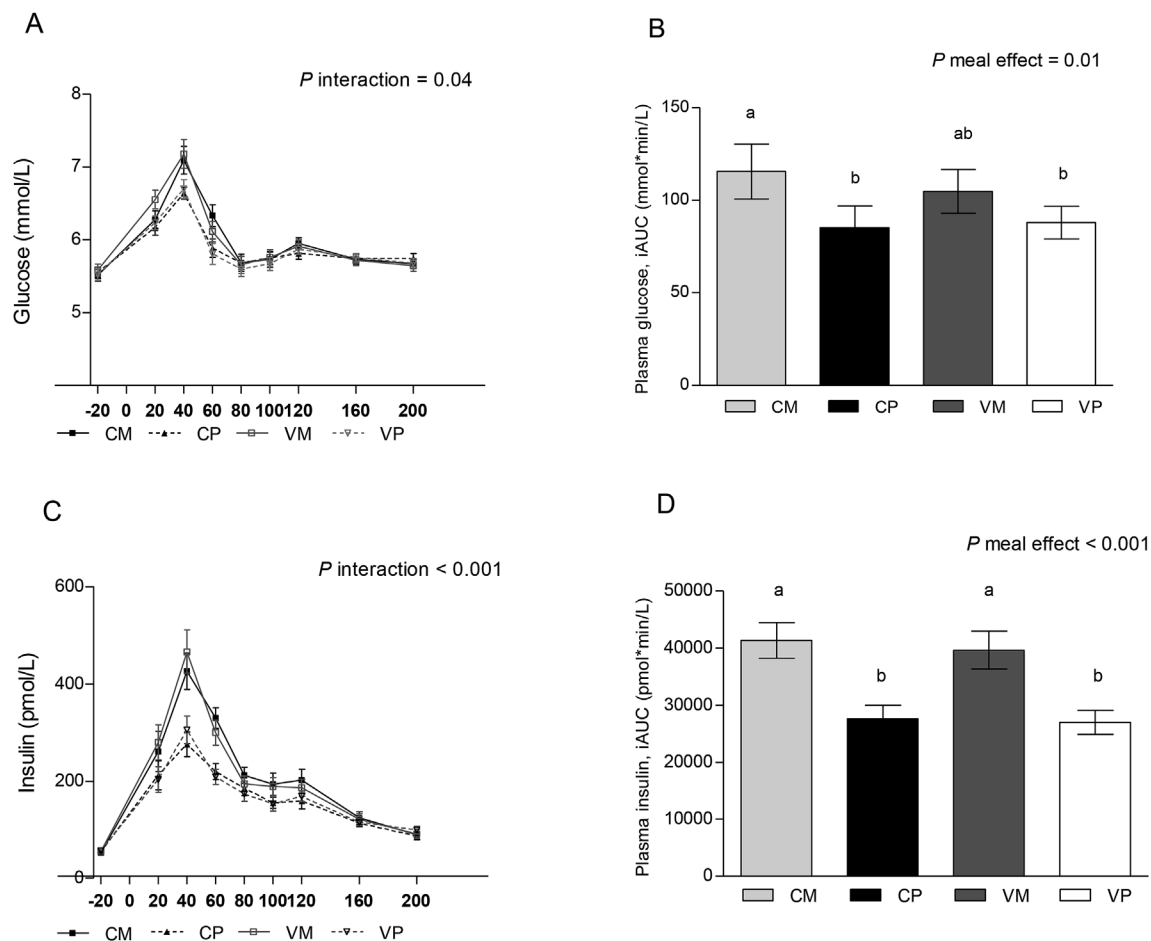 A
P interaction = 0.04
Glucose (mmol/L)
8
7
6
5
-20 0 20 40 60 80 100 120 160 200
CM CP VM VP
B
P meal effect = 0.01
Plasma glucose, iAUC (mmol*min/L)
150
100
50
0
a b ab b
CM CP VM VP
C
P interaction < 0.001
Insulin (pmol/L)
600
400
200
0
-20 0 20 40 60 80 100 120 160 200
CM CP VM VP
D
P meal effect < 0.001
Plasma insulin, iAUC (pmol*min/L)
50000
40000
30000
20000
10000
0
a b a b
CM CP VM VP